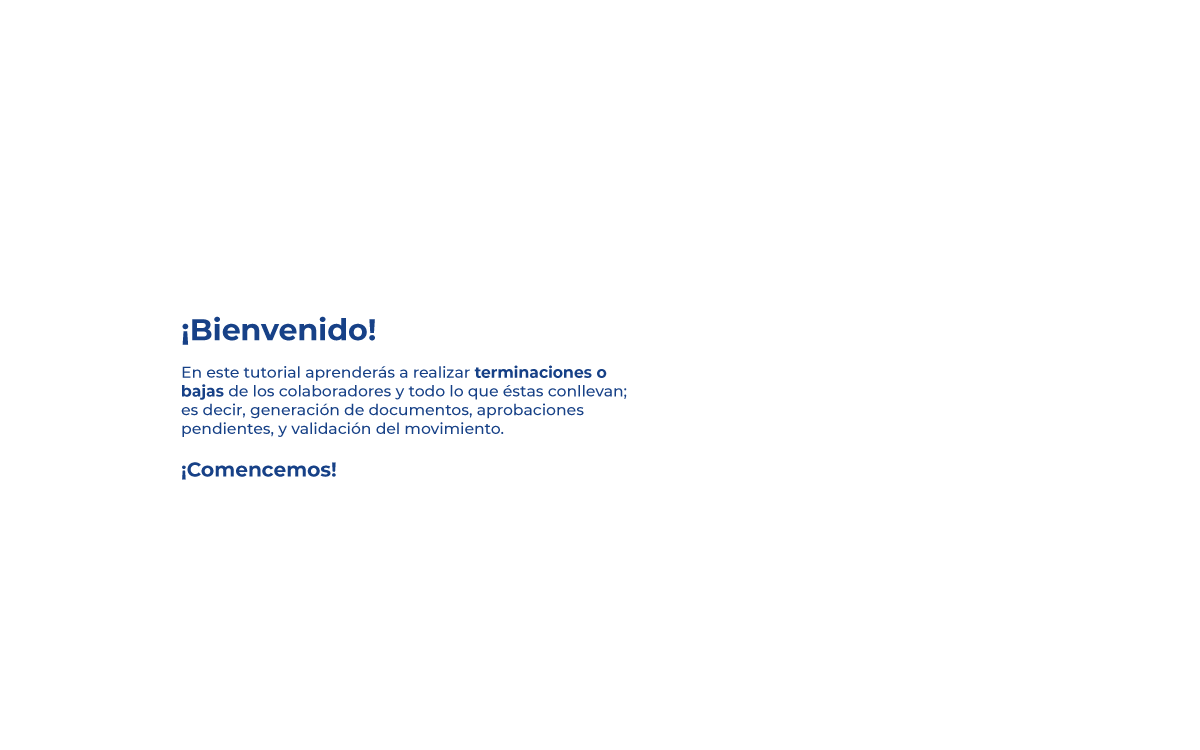 ¡Bienvenido!
En este tutorial aprenderás a realizar terminaciones o
bajas de los colaboradores y todo lo que éstas conllevan;
es decir, generación de documentos, aprobaciones
pendientes, y validación del movimiento.
¡Comencemos!